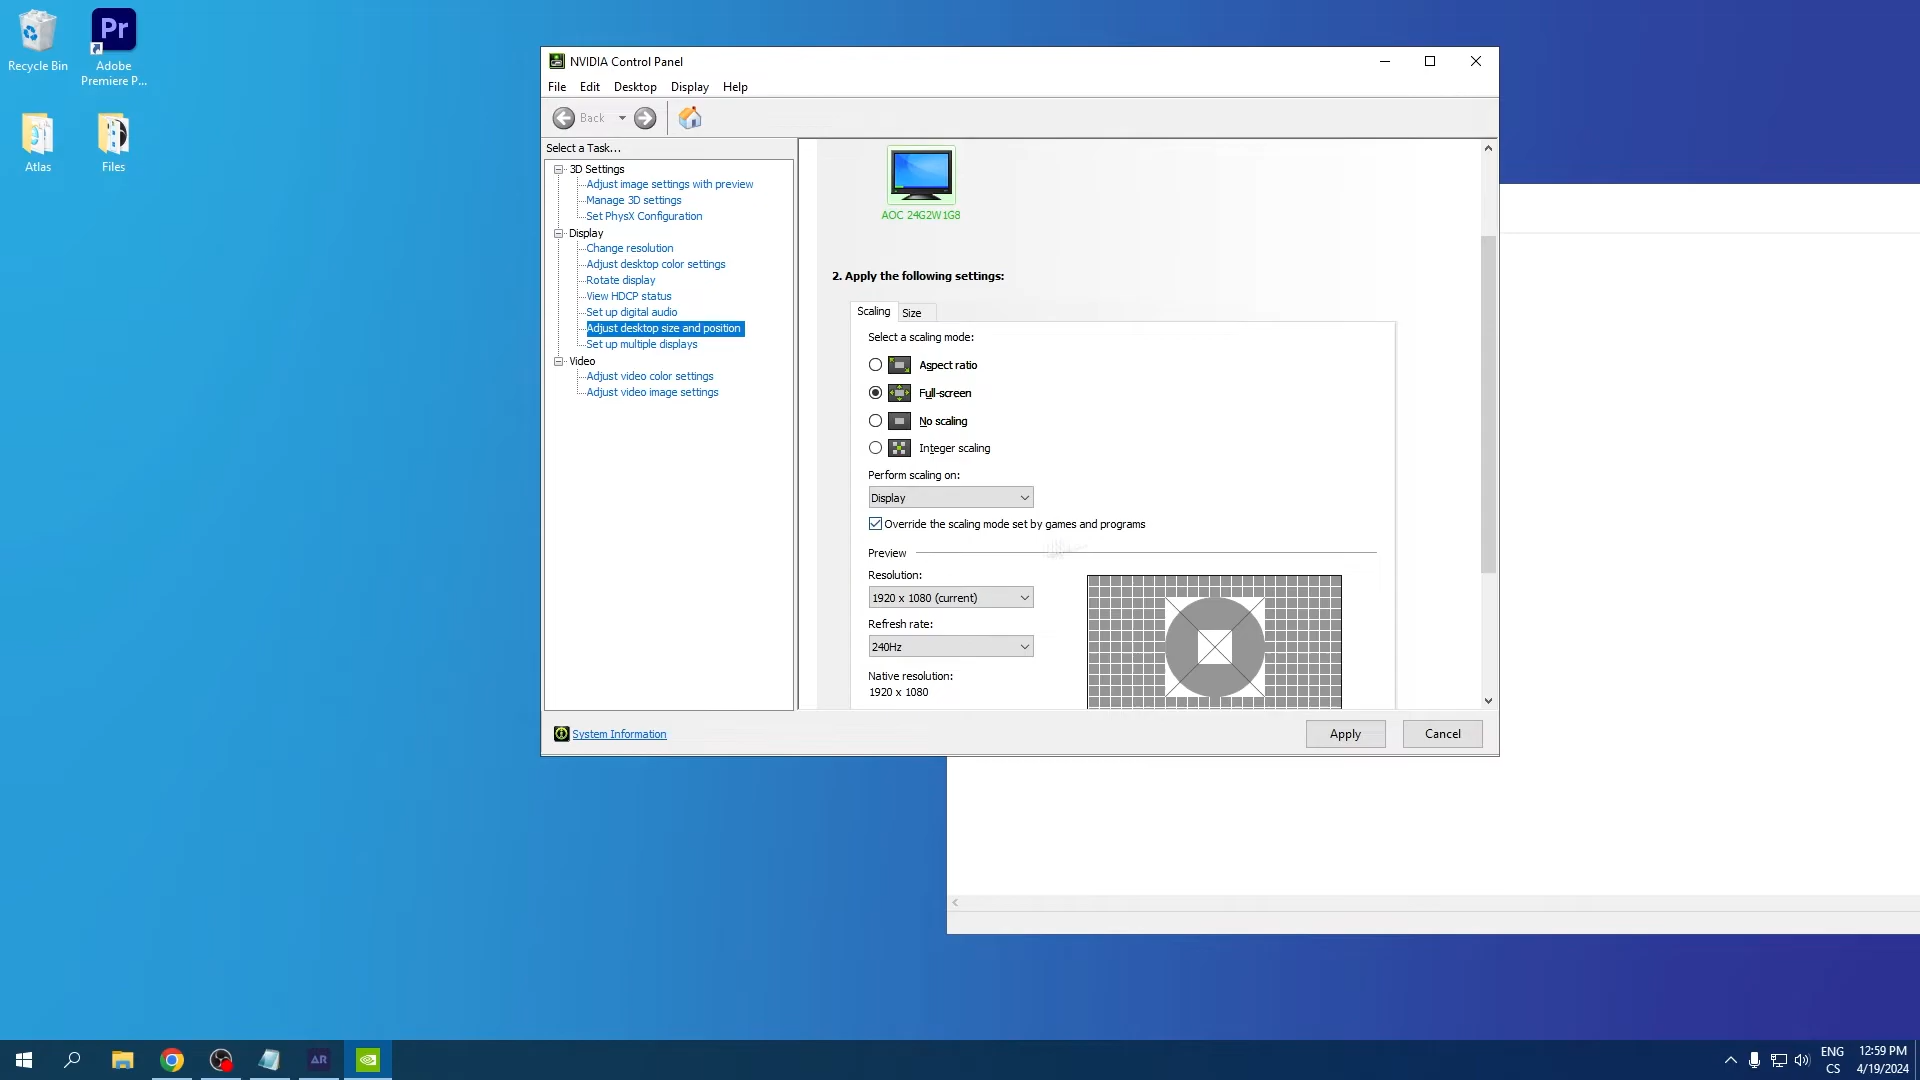 Recycle Bin
Adobe
Premiere P...
Pr
Atlas
Files
NVIDIA Control Panel
File Edit Desktop Display Help
Back
Select a Task...
3D Settings
Adjust image settings with preview
Manage 3D settings
Set PhysX Configuration
Display
Change resolution
Adjust desktop color settings
Rotate display
View HDCP status
Set up digital audio
Adjust desktop size and position
Set up multiple displays
Video
Adjust video color settings
Adjust video image settings
System Information
AOC 24G2W1G8
2. Apply the following settings:
Scaling Size
Select a scaling mode:
Aspect ratio
Full-screen
No scaling
Integer scaling
Perform scaling on:
Display
Override the scaling mode set by games and programs
Preview
Resolution:
1920 x 1080 (current)
Refresh rate:
240Hz
Native resolution:
1920 x 1080
Apply Cancel
AR
ENG
CS
12:59 PM
4/19/2024